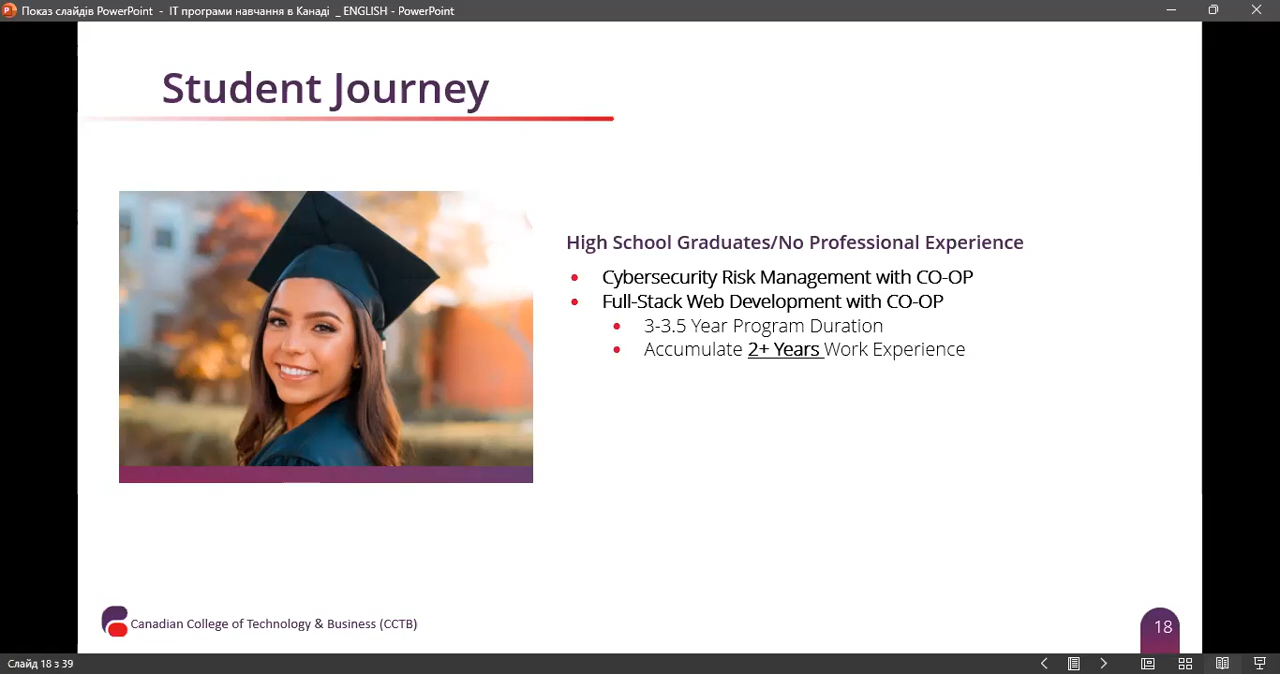 Показ слайдів PowerPoint - ІТ програми навчання в Канаді _ ENGLISH - PowerPoint
Student Journey
High School Graduates/No Professional Experience
• Cybersecurity Risk Management with CO-OP
• Full-Stack Web Development with CO-OP
• 3-3.5 Year Program Duration
• Accumulate 2+ Years Work Experience
Canadian College of Technology & Business (CCTB)
18
Слайд 18 з 39